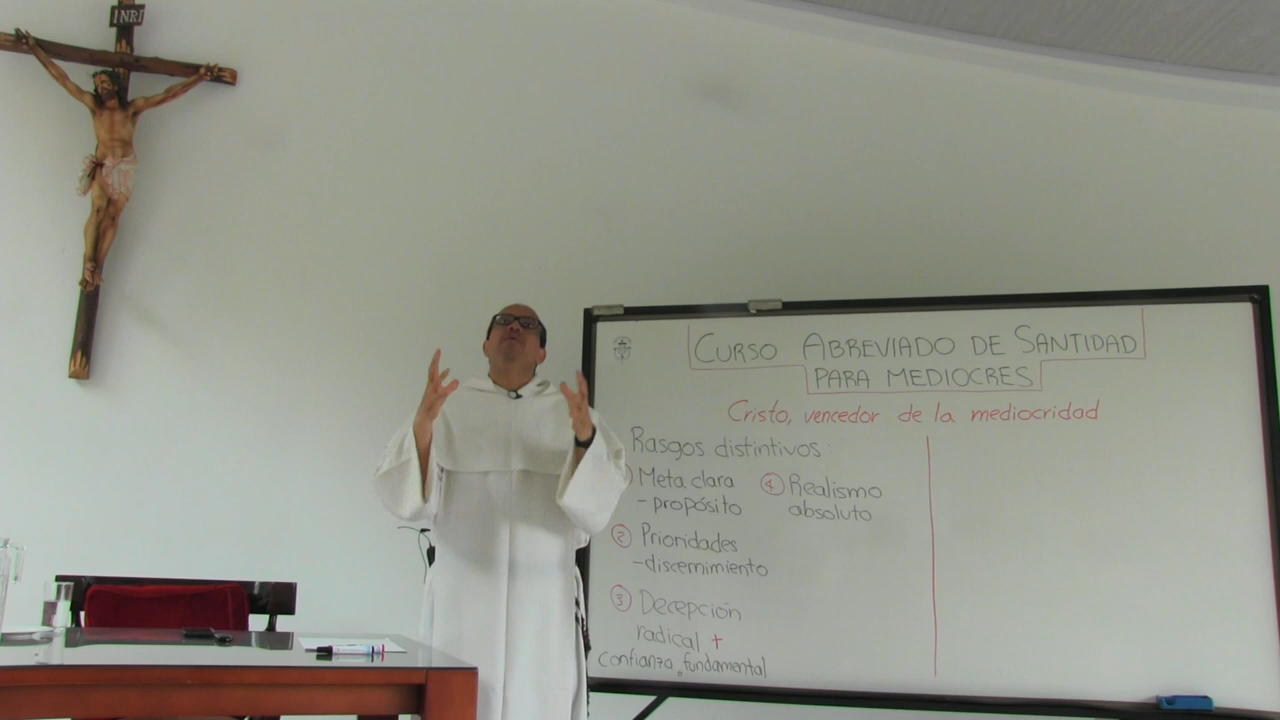 INRI
CURSO ABREVIADO DE SANTIDAD
PARA MEDIOCRES
Cristo, vencedor de la mediocridad
Rasgos distintivos:
) Meta clara
- propósito
② Prioridades
- discernimiento
③ Decepción
radical +
confianza fundamental
④ Realismo
absoluto